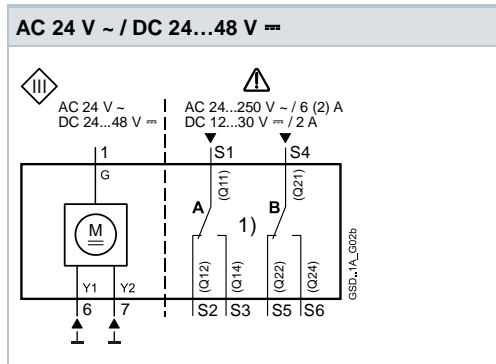 AC 24 V ~ / DC 24…48 V ⎓
III
AC 24 V ~
DC 24...48 V ⎓
AC 24...250 V ~ / 6 (2) A
DC 12...30 V ⎓ / 2 A
1 S1 S4
G (Q11) (Q21)
A B
1)
M
(Q12) (Q14) (Q22) (Q24)
Y1 Y2
6 7 S2 S3 S5 S6
GSD..1A_G02b